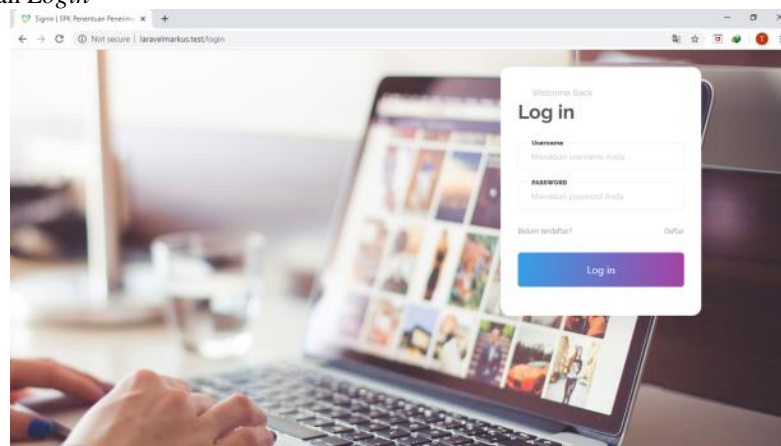 an Login
Signin | SPK Penentuan Penerima
Not secure | laravelmarkus.test/login
T
Welcome Back
Log in
Username
Masukkan username Anda
PASSWORD
Masukkan password Anda
Belum terdaftar? Daftar
Log in